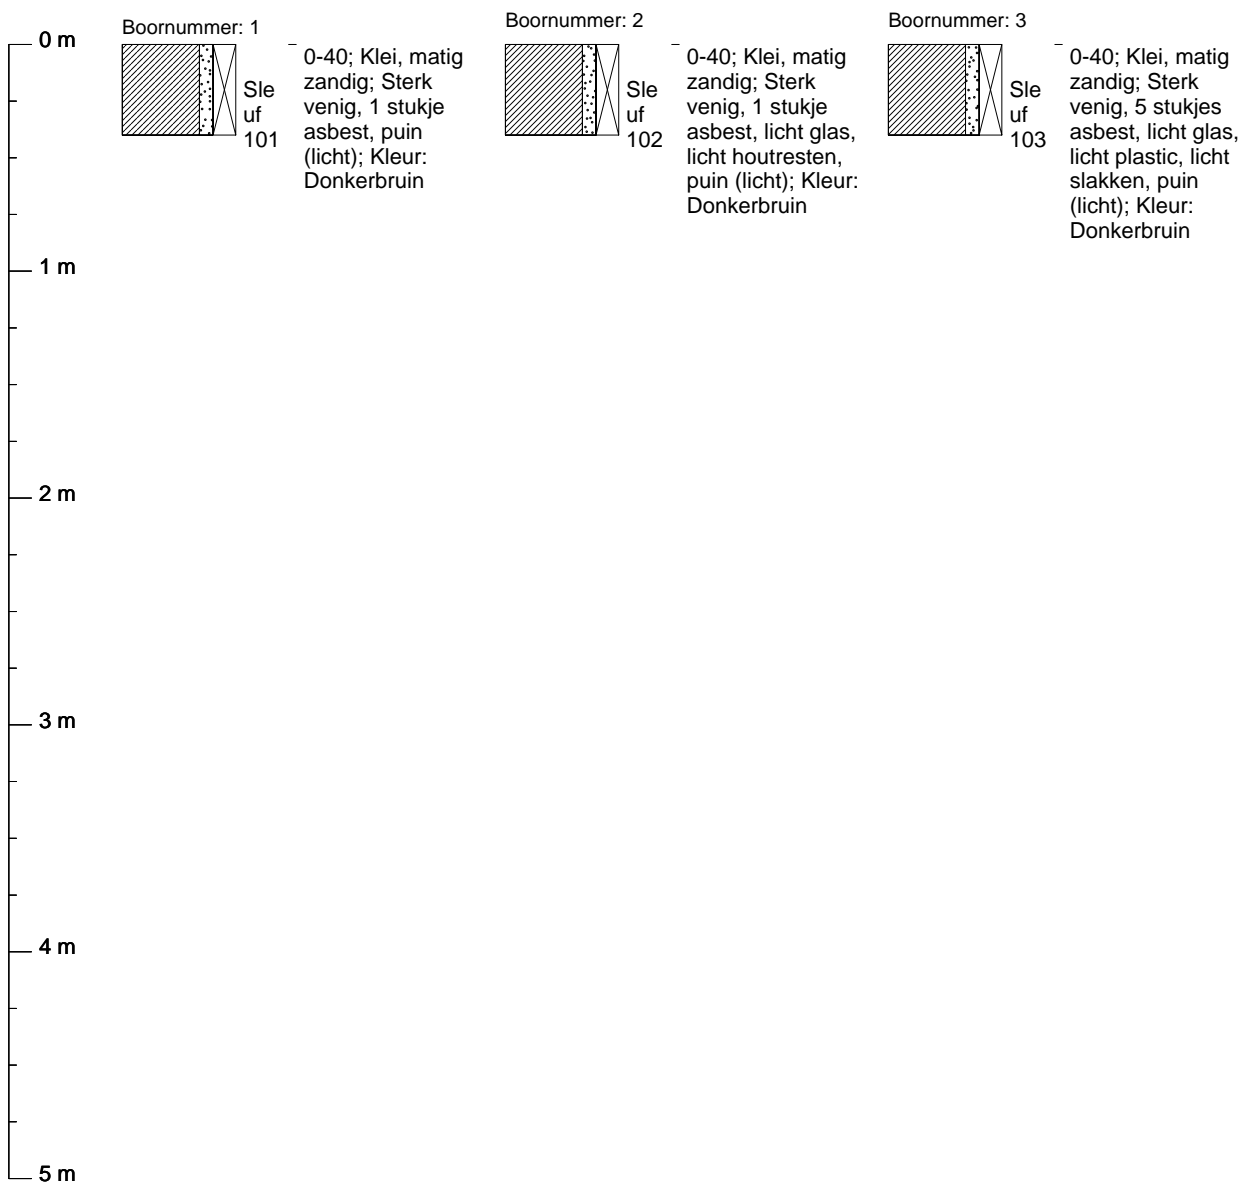 Boornummer: 1
0-40; Klei, matig
zandig; Sterk
venig, 1 stukje
asbest, puin
(licht); Kleur:
Donkerbruin
Sle
uf
101
Boornummer: 2
0-40; Klei, matig
zandig; Sterk
venig, 1 stukje
asbest, licht glas,
licht houtresten,
puin (licht); Kleur:
Donkerbruin
Sle
uf
102
Boornummer: 3
0-40; Klei, matig
zandig; Sterk
venig, 5 stukjes
asbest, licht glas,
licht plastic, licht
slakken, puin
(licht); Kleur:
Donkerbruin
Sle
uf
103
0 m
1 m
2 m
3 m
4 m
5 m